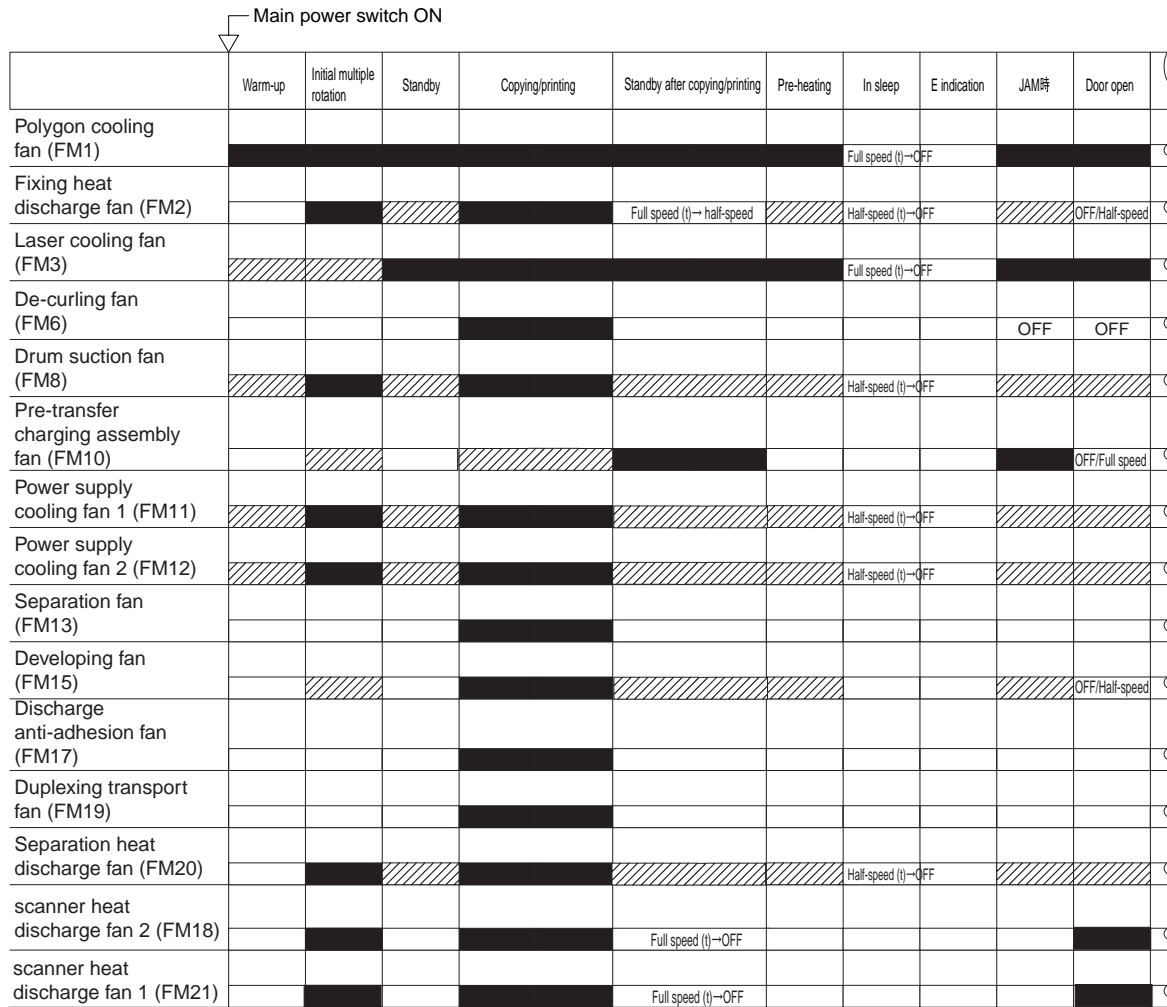 Main power switch ON
Warm-up
Initial multiple
rotation
Standby
Copying/printing
Standby after copying/printing
Pre-heating
In sleep
E indication
JAM時
Door open
Polygon cooling
fan (FM1)
Full speed (t)→OFF
Fixing heat
discharge fan (FM2)
Full speed (t)→ half-speed
Half-speed (t)→OFF
OFF/Half-speed
Laser cooling fan
(FM3)
Full speed (t)→OFF
De-curling fan
(FM6)
OFF
OFF
Drum suction fan
(FM8)
Half-speed (t)→OFF
Pre-transfer
charging assembly
fan (FM10)
OFF/Full speed
Power supply
cooling fan 1 (FM11)
Half-speed (t)→OFF
Power supply
cooling fan 2 (FM12)
Half-speed (t)→OFF
Separation fan
(FM13)
Developing fan
(FM15)
OFF/Half-speed
Discharge
anti-adhesion fan
(FM17)
Duplexing transport
fan (FM19)
Separation heat
discharge fan (FM20)
Half-speed (t)→OFF
scanner heat
discharge fan 2 (FM18)
Full speed (t)→OFF
scanner heat
discharge fan 1 (FM21)
Full speed (t)→OFF